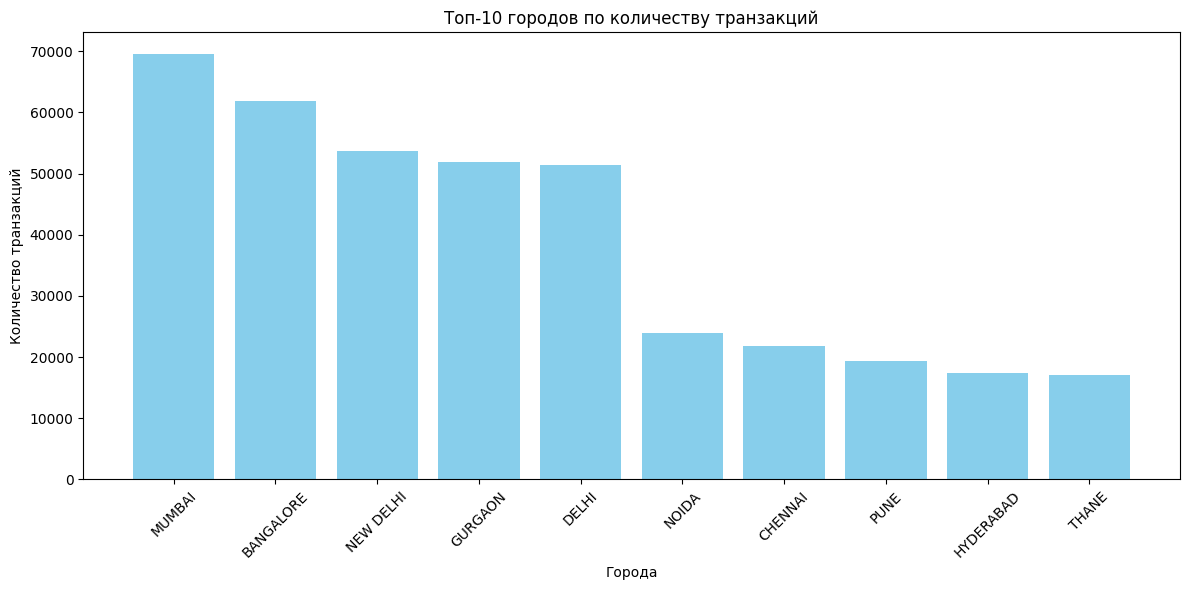 Топ-10 городов по количеству транзакций
Количество транзакций
70000
60000
50000
40000
30000
20000
10000
0
MUMBAI
BANGALORE
NEW DELHI
GURGAON
DELHI
NOIDA
CHENNAI
PUNE
HYDERABAD
THANE
Города